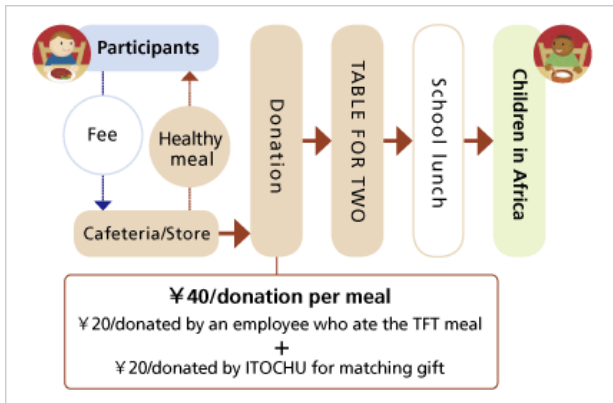 Participants
Fee
Healthy
meal
Cafeteria/Store
Donation
TABLE FOR TWO
School lunch
Children in Africa
￥40/donation per meal
￥20/donated by an employee who ate the TFT meal
+
￥20/donated by ITOCHU for matching gift